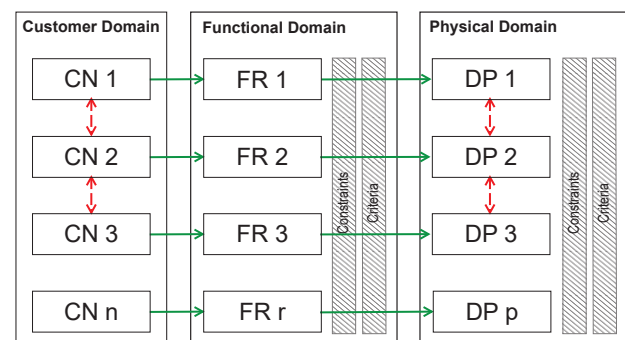 Customer Domain
Functional Domain
Physical Domain
CN 1
FR 1
DP 1
CN 2
FR 2
DP 2
CN 3
FR 3
DP 3
CN n
FR r
DP p
Constraints
Criteria
Constraints
Criteria